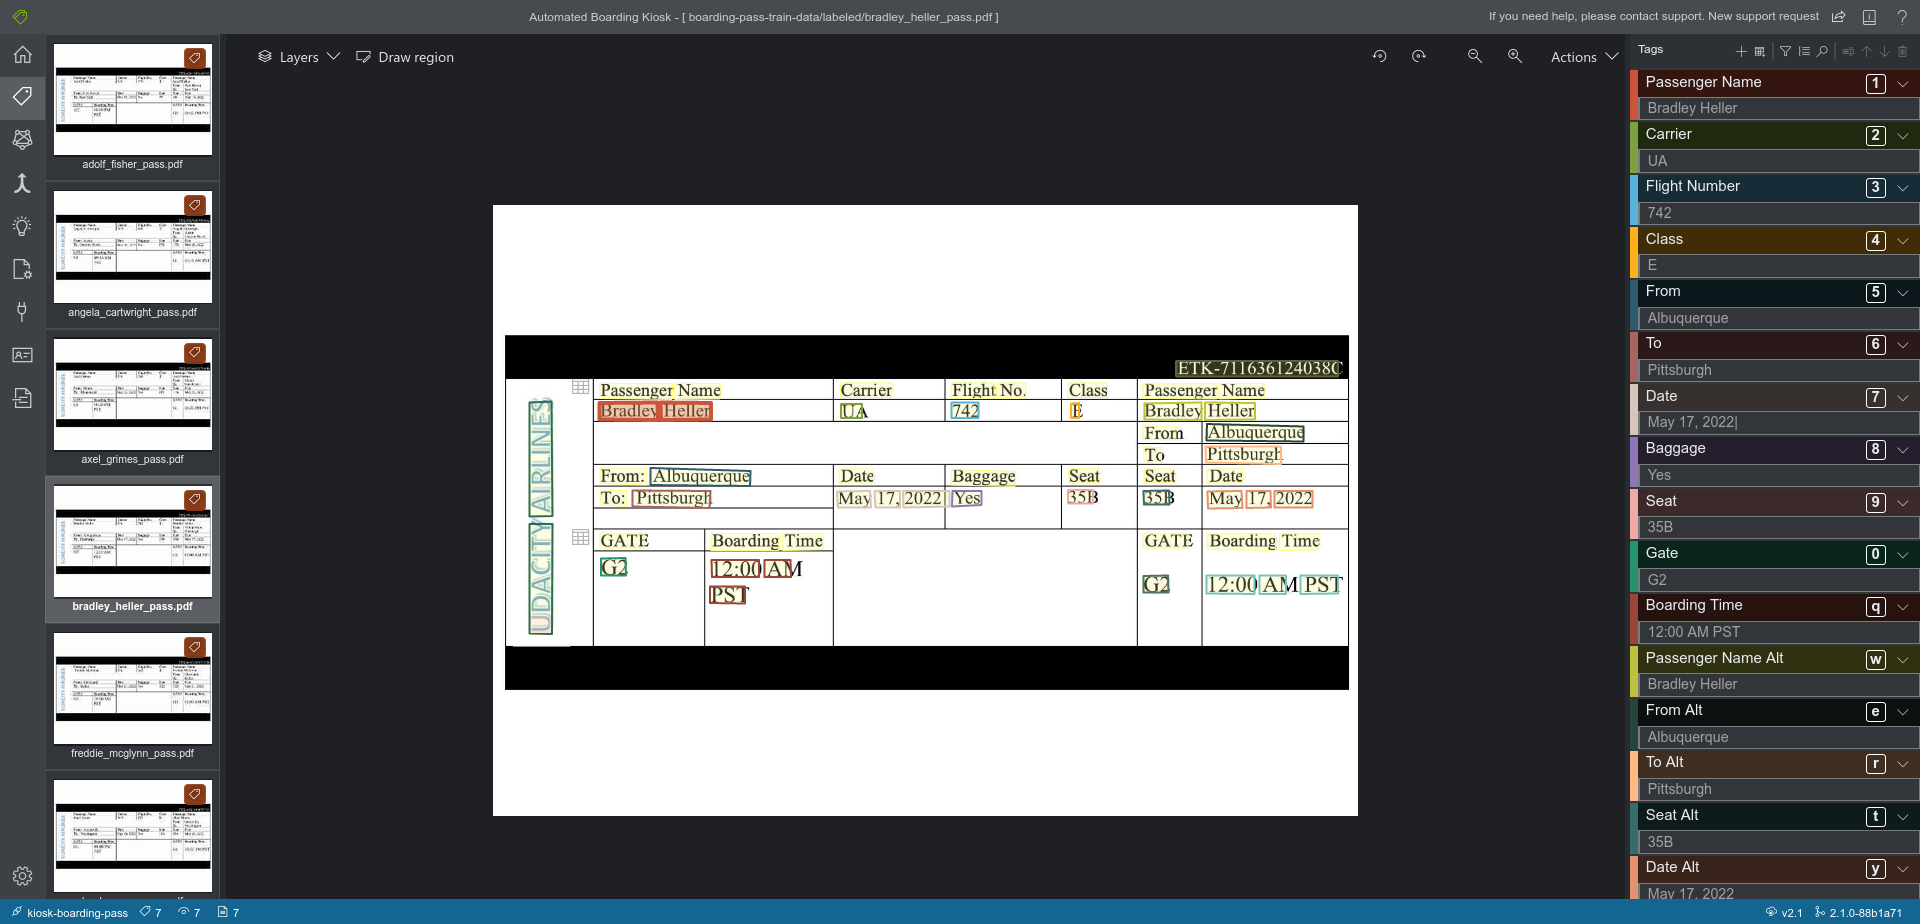 Automated Boarding Kiosk - [ boarding-pass-train-data/labeled/bradley_heller_pass.pdf ]
If you need help, please contact support. New support request
adolf_fisher_pass.pdf
angela_cartwright_pass.pdf
axel_grimes_pass.pdf
bradley_heller_pass.pdf
freddie_mcglynn_pass.pdf
Layers
Draw region
Actions
ETK-711636124038C
UDACITY AIRLINES
Passenger Name Carrier Flight No. Class Passenger Name
Bradley Heller UA 742 E Bradley Heller
From Albuquerque
To Pittsburgh
From: Albuquerque Date Baggage Seat Seat Date
To: Pittsburgh May 17, 2022 Yes 35B 35B May 17, 2022
GATE Boarding Time GATE Boarding Time
G2 12:00 AM
PST
G2 12:00 AM PST
Tags
Passenger Name 1
Bradley Heller
Carrier 2
UA
Flight Number 3
742
Class 4
E
From 5
Albuquerque
To 6
Pittsburgh
Date 7
May 17, 2022
Baggage 8
Yes
Seat 9
35B
Gate 0
G2
Boarding Time q
12:00 AM PST
Passenger Name Alt w
Bradley Heller
From Alt e
Albuquerque
To Alt r
Pittsburgh
Seat Alt t
35B
Date Alt y
May 17, 2022
kiosk-boarding-pass 7 7 7
v2.1 2.1.0-88b1a71